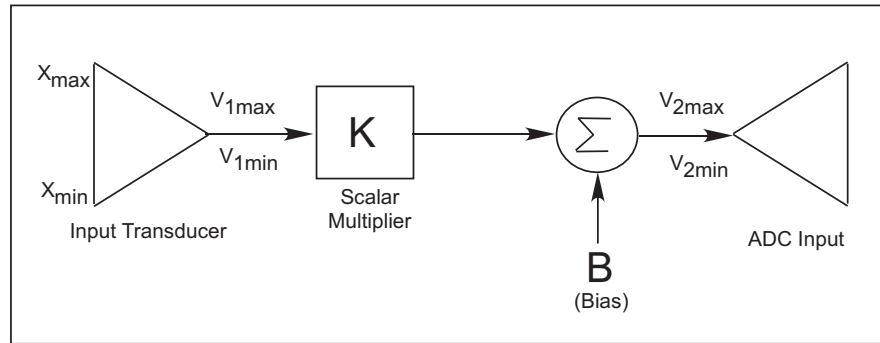 Xmax
Xmin
Input Transducer
V1max
V1min
K
Scalar
Multiplier
Σ
B
(Bias)
V2max
V2min
ADC Input